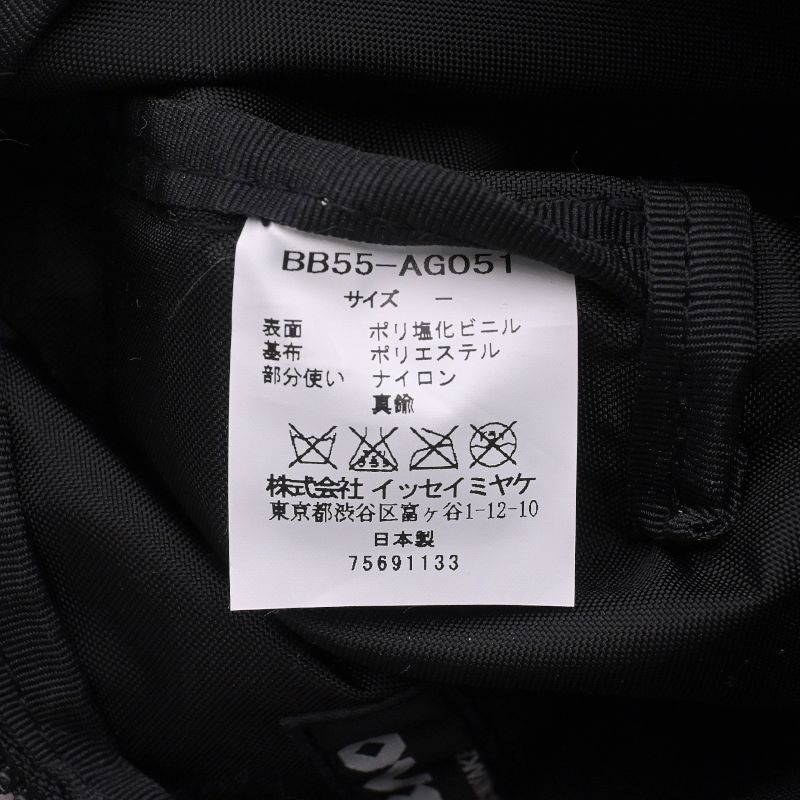 BB55-AG051
サイズ ー
表面 ポリ塩化ビニル
基布 ポリエステル
部分使い ナイロン
真鍮
株式会社 イッセイミヤケ
東京都渋谷区富ヶ谷1-12-10
日本製
75691133